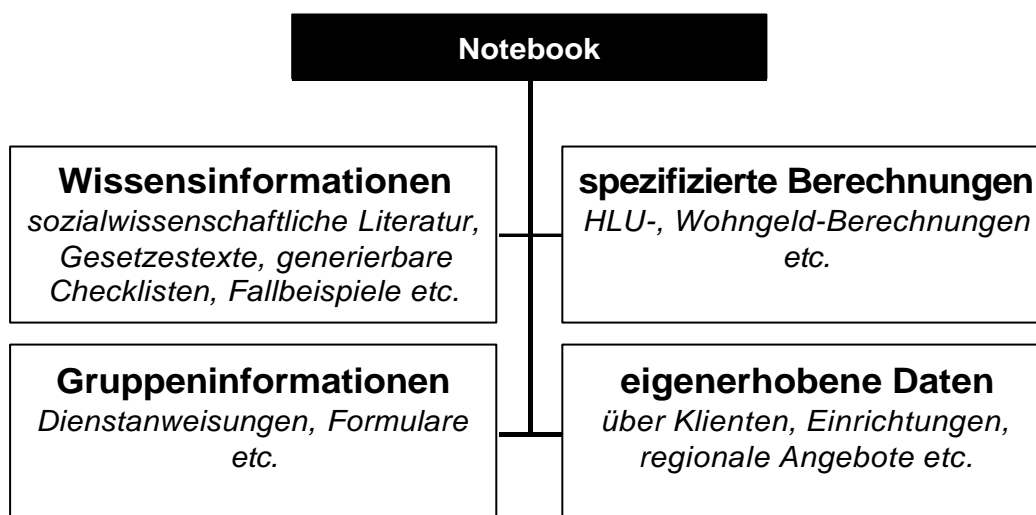 Notebook
Wissensinformationen
sozialwissenschaftliche Literatur,
Gesetzestexte, generierbare
Checklisten, Fallbeispiele etc.
spezifizierte Berechnungen
HLU-, Wohngeld-Berechnungen
etc.
Gruppeninformationen
Dienstanweisungen, Formulare
etc.
eigenerhobene Daten
über Klienten, Einrichtungen,
regionale Angebote etc.